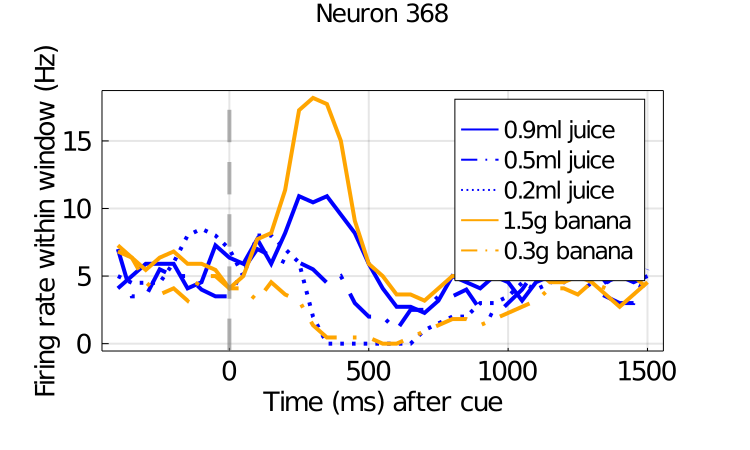 Neuron 368
Firing rate within window (Hz)
15
10
5
0
0.9ml juice
0.5ml juice
0.2ml juice
1.5g banana
0.3g banana
0 500 1000 1500
Time (ms) after cue